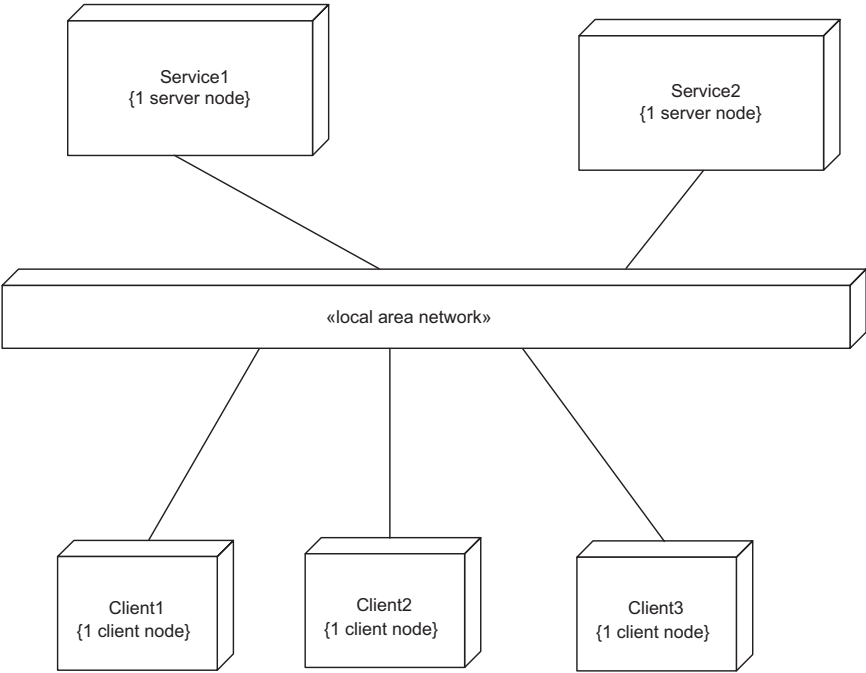 Service1
{1 server node}
Service2
{1 server node}
«local area network»
Client1
{1 client node}
Client2
{1 client node}
Client3
{1 client node}